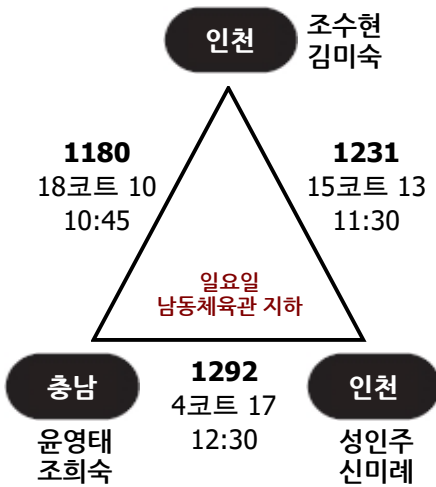 인천
조수현
김미숙
1180
18코트 10
10:45
1231
15코트 13
11:30
일요일
남동체육관 지하
충남
윤영태
조희숙
1292
4코트 17
12:30
인천
성인주
신미례